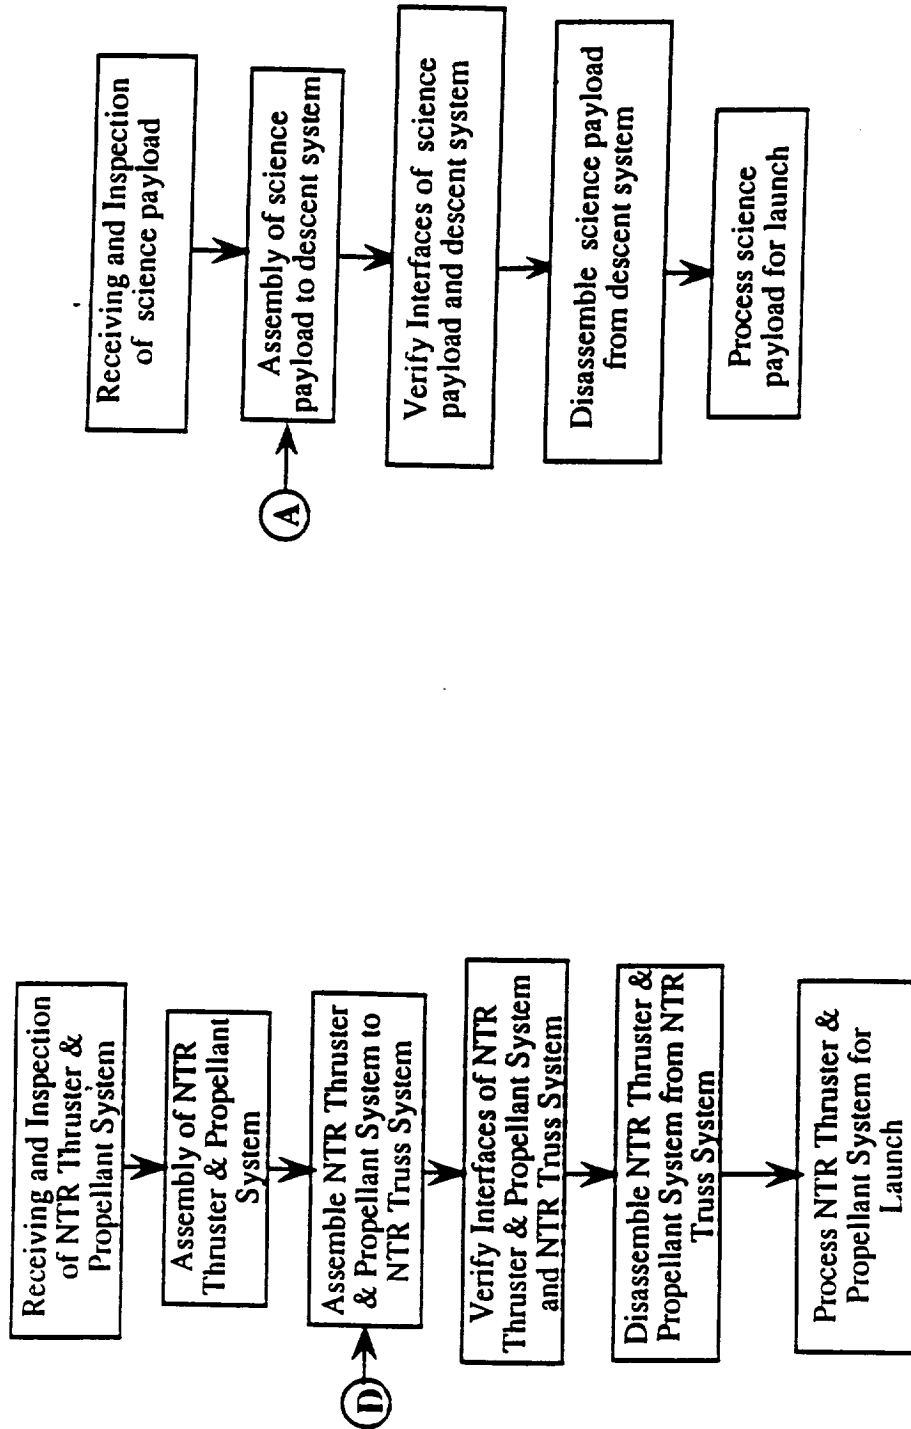 Receiving and Inspection
of NTR Thruster &
Propellant System
Assembly of NTR
Thruster & Propellant
System
D
Assemble NTR Thruster
& Propellant System to
NTR Truss System
Verify Interfaces of NTR
Thruster & Propellant System
and NTR Truss System
Disassemble NTR Thruster &
Propellant System from NTR
Truss System
Process NTR Thruster &
Propellant System for
Launch
Receiving and Inspection
of science payload
A
Assembly of science
payload to descent system
Verify Interfaces of science
payload and descent system
Disassemble science payload
from descent system
Process science
payload for launch